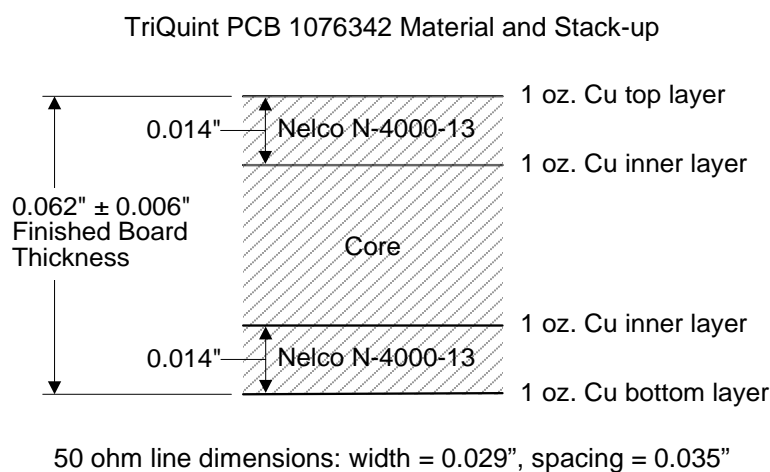 TriQuint PCB 1076342 Material and Stack-up
1 oz. Cu top layer
0.014"
Nelco N-4000-13
1 oz. Cu inner layer
0.062" ± 0.006"
Finished Board
Thickness
Core
1 oz. Cu inner layer
0.014"
Nelco N-4000-13
1 oz. Cu bottom layer
50 ohm line dimensions: width = 0.029”, spacing = 0.035”